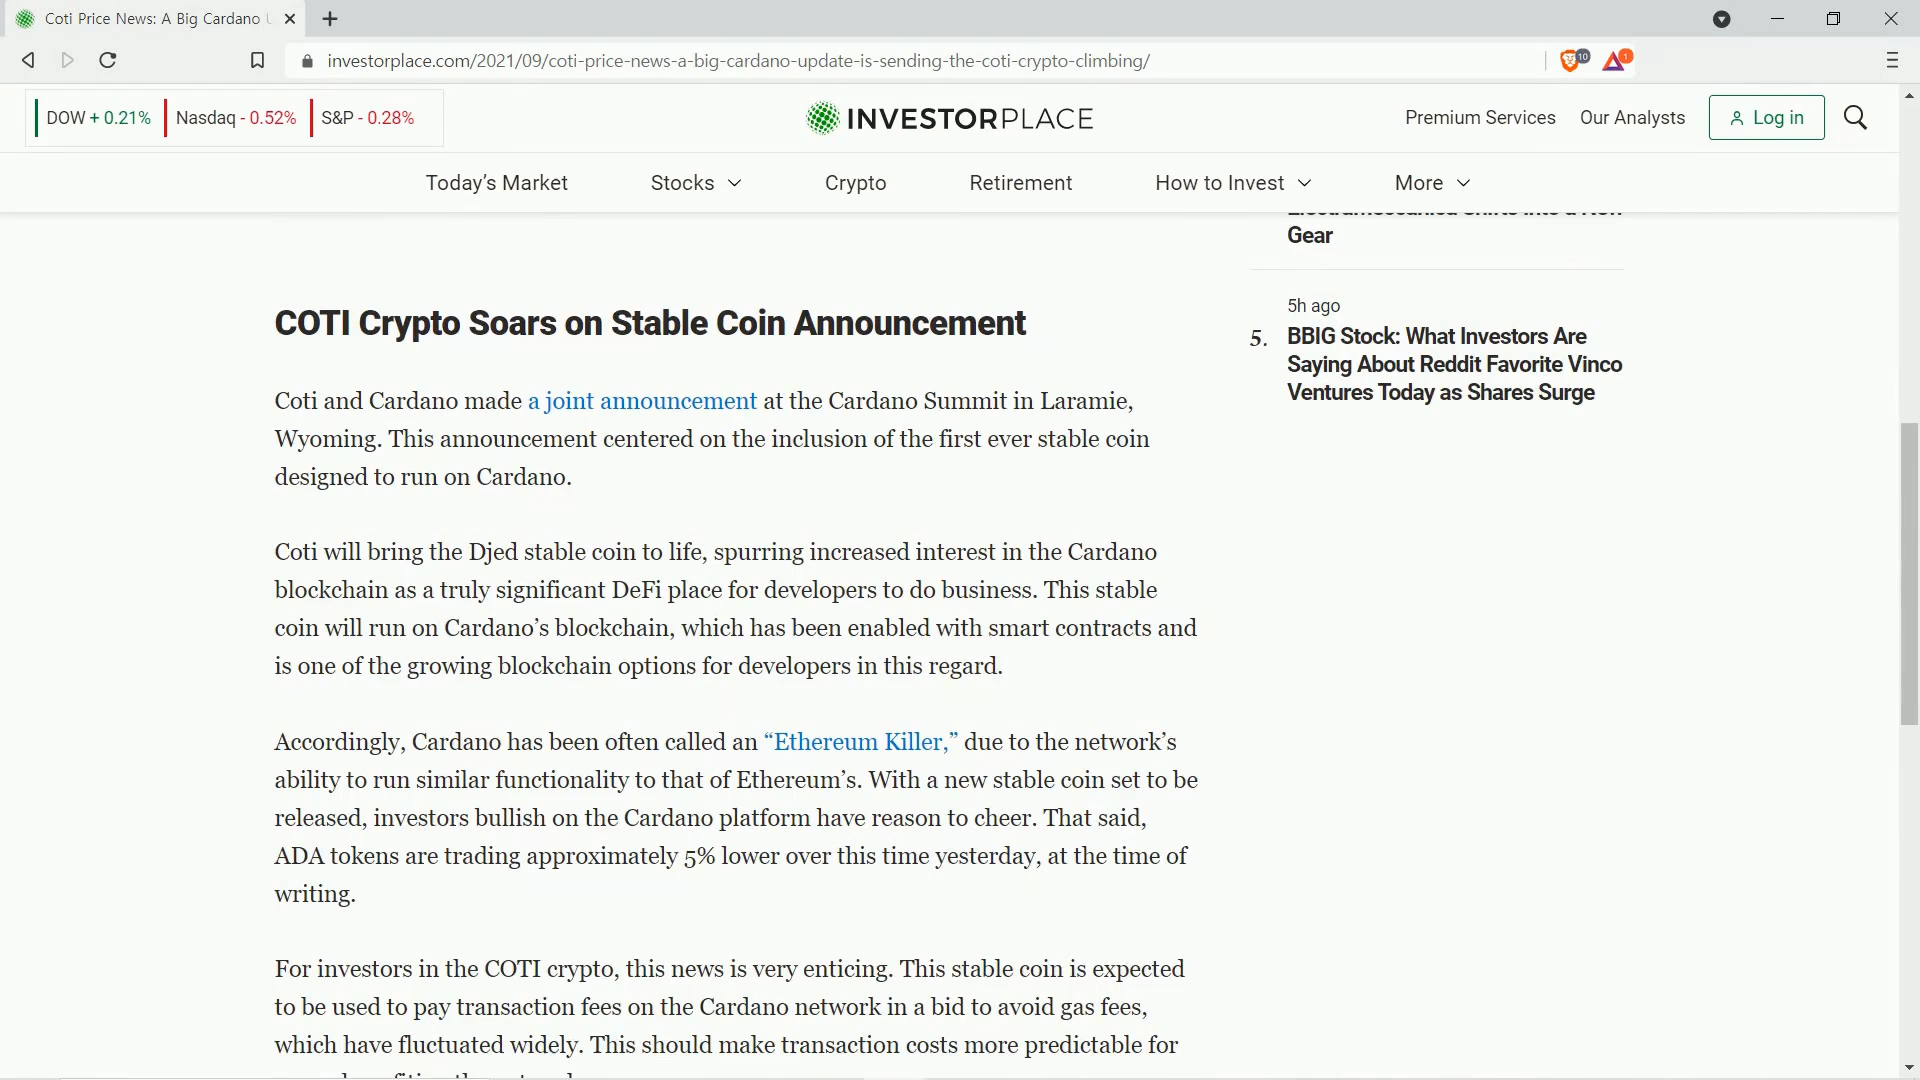 Coti Price News: A Big Cardano
investorplace.com/2021/09/coti-price-news-a-big-cardano-update-is-sending-the-coti-crypto-climbing/
10
1
DOW + 0.21% Nasdaq - 0.52% S&P - 0.28%
INVESTORPLACE
Premium Services Our Analysts Log in
Today’s Market Stocks Crypto Retirement How to Invest More
Gear
5h ago
5. BBIG Stock: What Investors Are
Saying About Reddit Favorite Vinco
Ventures Today as Shares Surge
COTI Crypto Soars on Stable Coin Announcement
Coti and Cardano made a joint announcement at the Cardano Summit in Laramie,
Wyoming. This announcement centered on the inclusion of the first ever stable coin
designed to run on Cardano.
Coti will bring the Djed stable coin to life, spurring increased interest in the Cardano
blockchain as a truly significant DeFi place for developers to do business. This stable
coin will run on Cardano’s blockchain, which has been enabled with smart contracts and
is one of the growing blockchain options for developers in this regard.
Accordingly, Cardano has been often called an “Ethereum Killer,” due to the network’s
ability to run similar functionality to that of Ethereum’s. With a new stable coin set to be
released, investors bullish on the Cardano platform have reason to cheer. That said,
ADA tokens are trading approximately 5% lower over this time yesterday, at the time of
writing.
For investors in the COTI crypto, this news is very enticing. This stable coin is expected
to be used to pay transaction fees on the Cardano network in a bid to avoid gas fees,
which have fluctuated widely. This should make transaction costs more predictable for